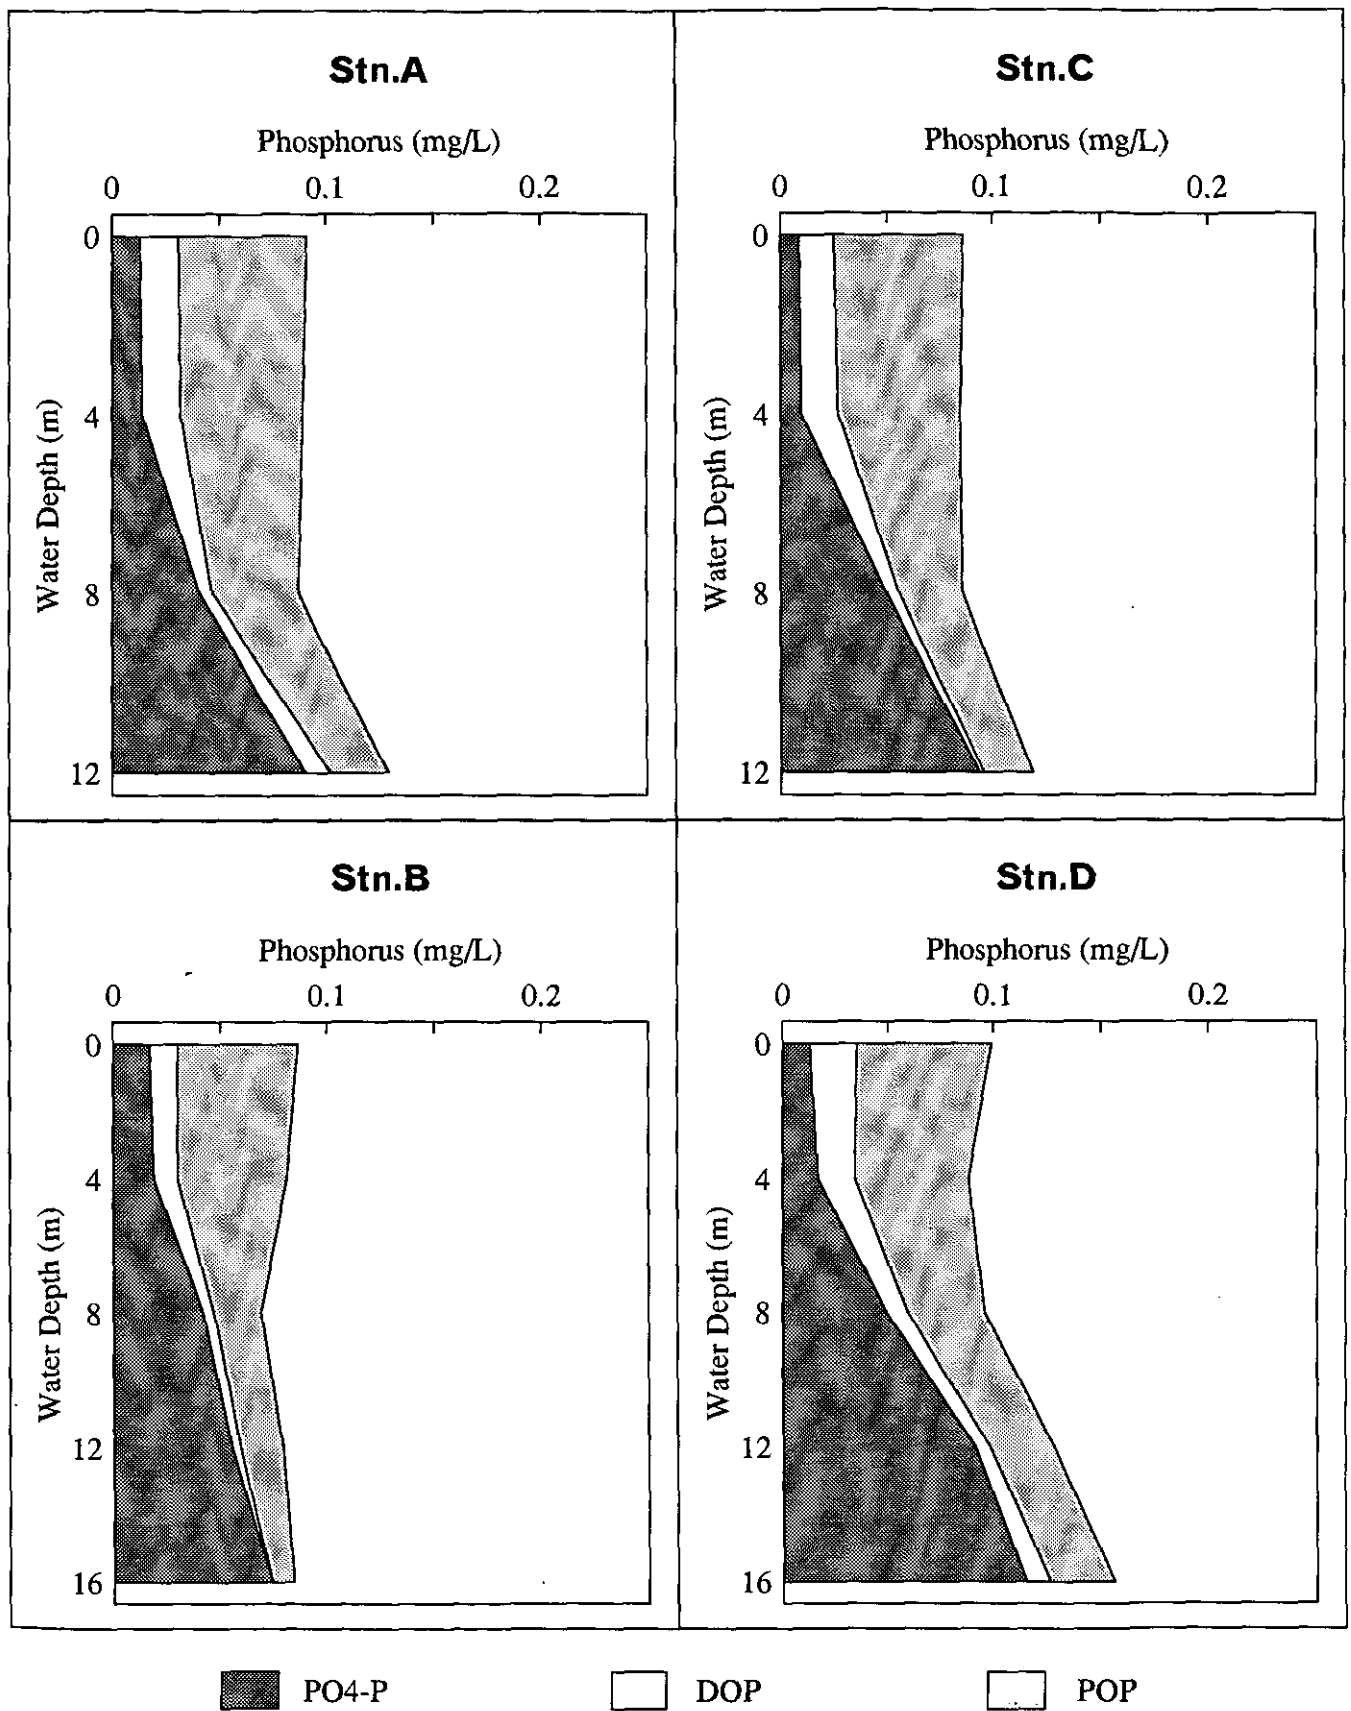 Stn.A
Phosphorus (mg/L)
0 0.1 0.2
0
4
8
12
Water Depth (m)
Stn.C
Phosphorus (mg/L)
0 0.1 0.2
0
4
8
12
Water Depth (m)
Stn.B
Phosphorus (mg/L)
0 0.1 0.2
0
4
8
12
16
Water Depth (m)
Stn.D
Phosphorus (mg/L)
0 0.1 0.2
0
4
8
12
16
Water Depth (m)
PO4-P DOP POP